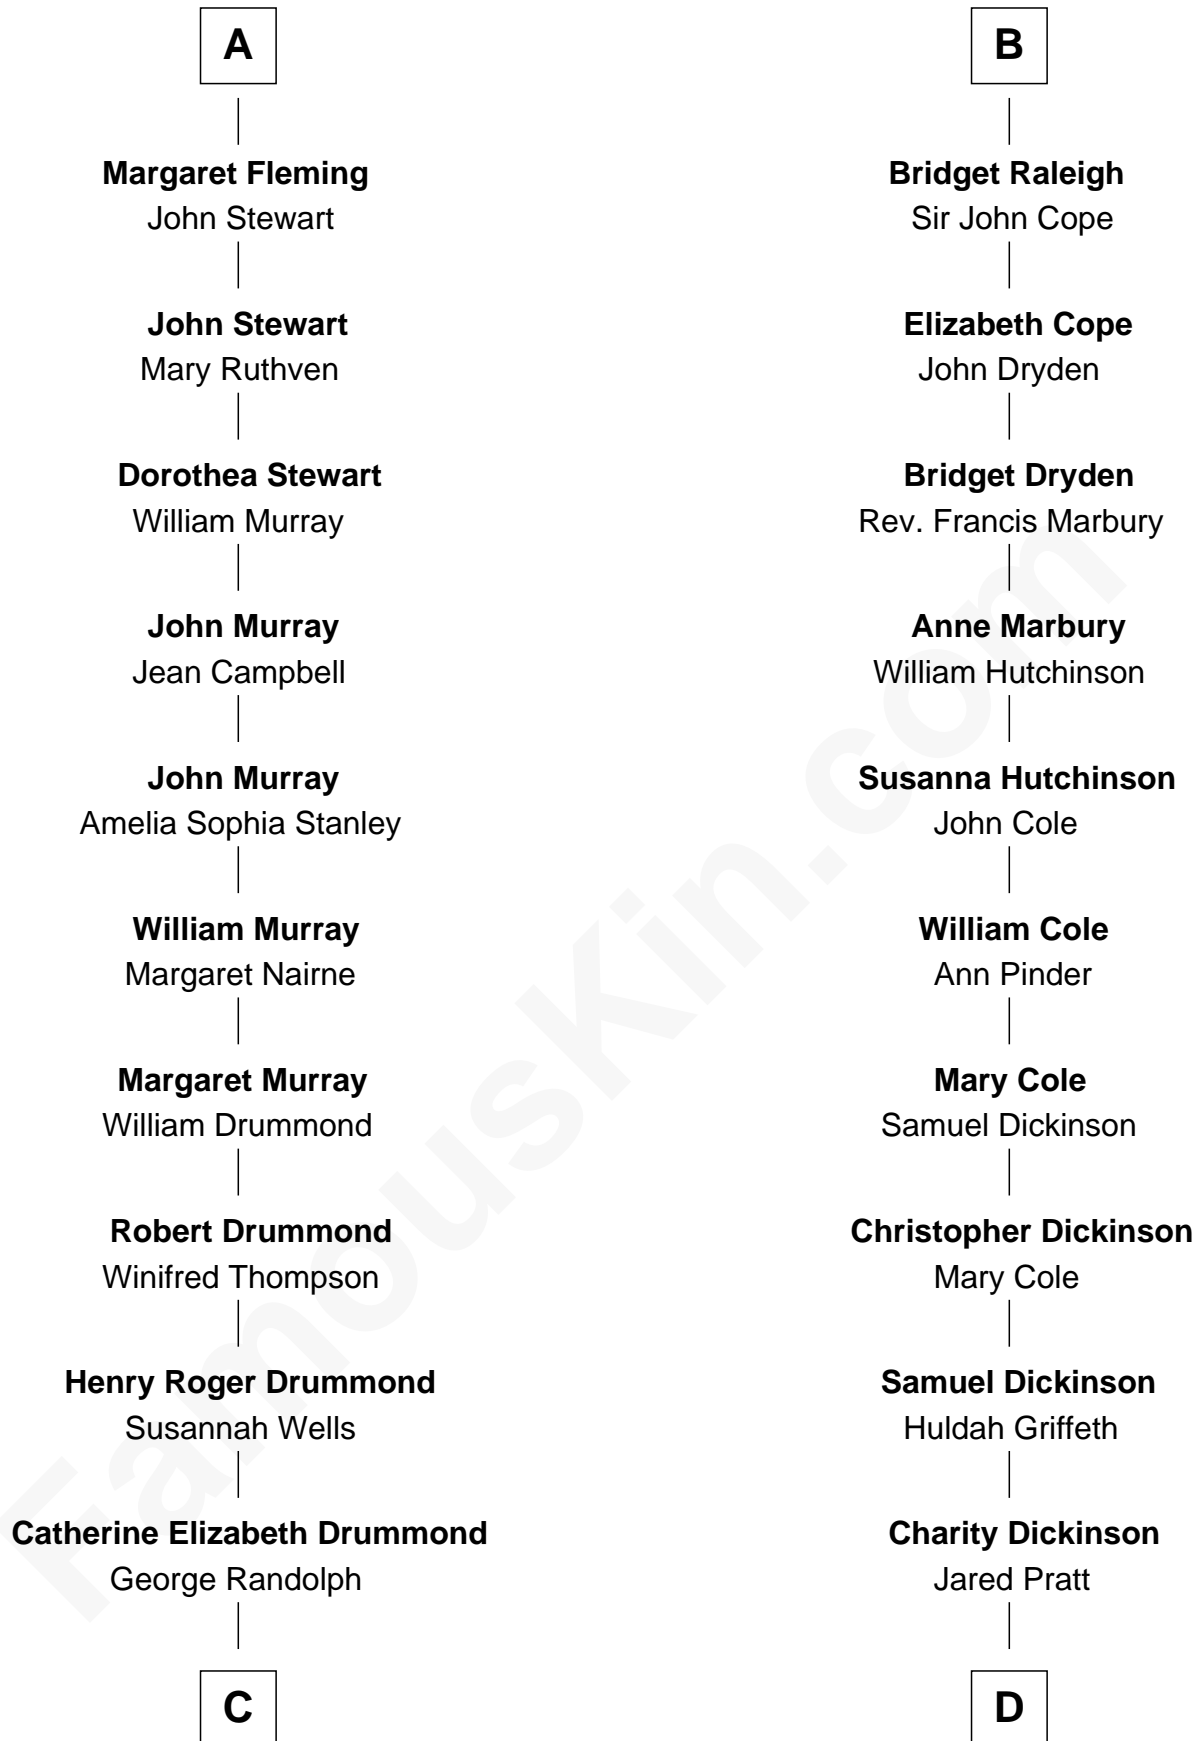 A
Margaret Fleming
John Stewart
John Stewart
Mary Ruthven
Dorothea Stewart
William Murray
John Murray
Jean Campbell
John Murray
Amelia Sophia Stanley
William Murray
Margaret Nairne
Margaret Murray
William Drummond
Robert Drummond
Winifred Thompson
Henry Roger Drummond
Susannah Wells
Catherine Elizabeth Drummond
George Randolph
C
B
Bridget Raleigh
Sir John Cope
Elizabeth Cope
John Dryden
Bridget Dryden
Rev. Francis Marbury
Anne Marbury
William Hutchinson
Susanna Hutchinson
John Cole
William Cole
Ann Pinder
Mary Cole
Samuel Dickinson
Christopher Dickinson
Mary Cole
Samuel Dickinson
Huldah Griffeth
Charity Dickinson
Jared Pratt
D
FamousKin.com